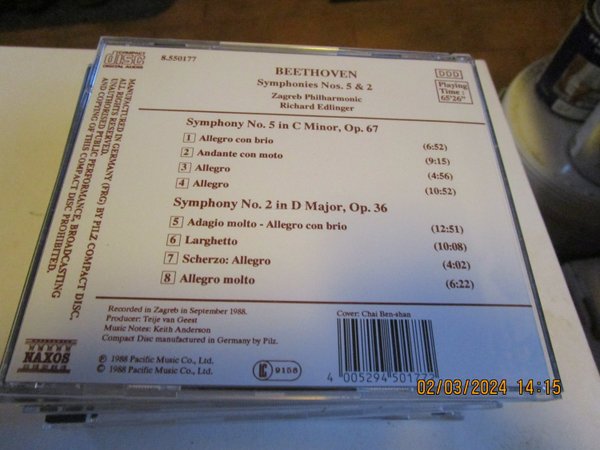 COMPACT
disc
DIGITAL AUDIO
8.550177
BEETHOVEN
Symphonies Nos. 5 & 2
Zagreb Philharmonic
Richard Edlinger
DDD
Playing
Time :
65'26"
Symphony No. 5 in C Minor, Op. 67
1 Allegro con brio (6:52)
2 Andante con moto (9:15)
3 Allegro (4:56)
4 Allegro (10:52)
Symphony No. 2 in D Major, Op. 36
5 Adagio molto - Allegro con brio (12:51)
6 Larghetto (10:08)
7 Scherzo: Allegro (4:02)
8 Allegro molto (6:22)
MANUFACTURED IN GERMANY (FRG) BY PILZ COMPACT DISC.
ALL RIGHTS RESERVED.
UNAUTHORISED PUBLIC PERFORMANCE, BROADCASTING
AND COPYING OF THIS COMPACT DISC PROHIBITED.
Recorded in Zagreb in September 1988.
Producer: Teije van Geest
Music Notes: Keith Anderson
Compact Disc manufactured in Germany by Pilz.
Cover: Chai Ben-shan
℗ 1988 Pacific Music Co., Ltd.
© 1988 Pacific Music Co., Ltd.
NAXOS
LC 9158
4 005294 501772
02/03/2024 14:15